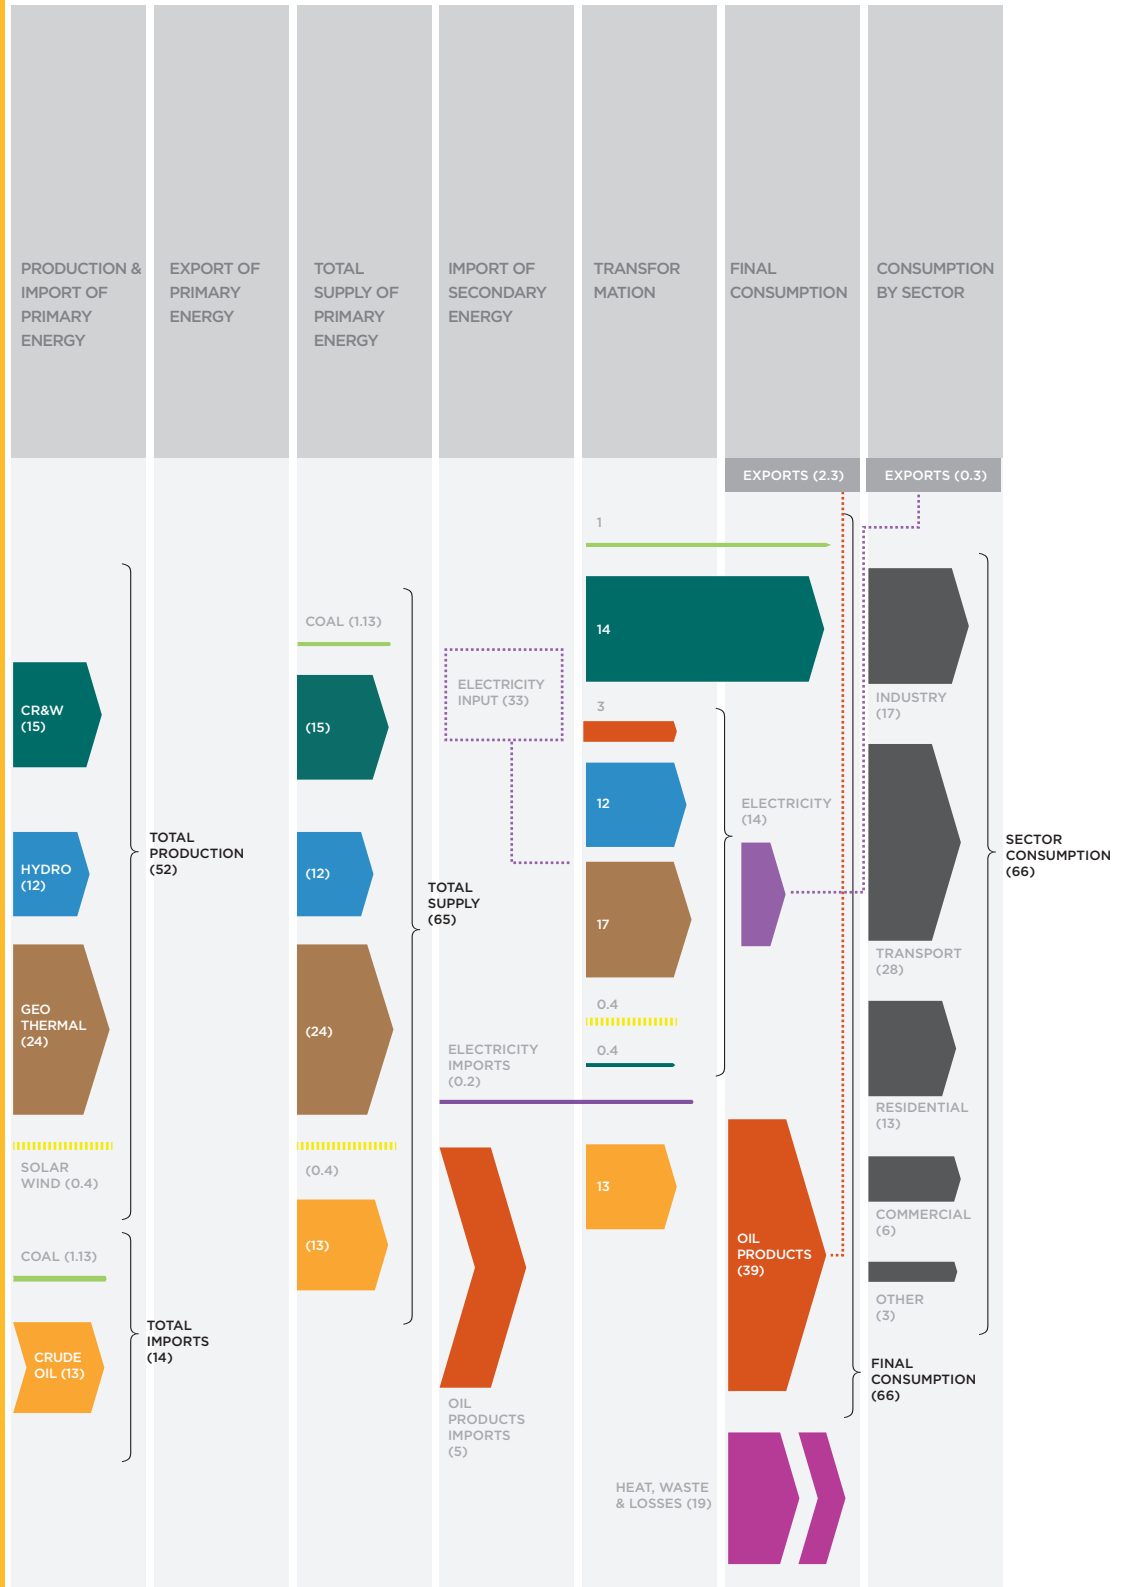 PRODUCTION &
IMPORT OF
PRIMARY
ENERGY
EXPORT OF
PRIMARY
ENERGY
TOTAL
SUPPLY OF
PRIMARY
ENERGY
IMPORT OF
SECONDARY
ENERGY
TRANSFOR
MATION
FINAL
CONSUMPTION
CONSUMPTION
BY SECTOR
EXPORTS (2.3)
EXPORTS (0.3)
CR&W
(15)
HYDRO
(12)
GEO
THERMAL
(24)
SOLAR
WIND (0.4)
COAL (1.13)
CRUDE
OIL (13)
TOTAL
PRODUCTION
(52)
TOTAL
IMPORTS
(14)
COAL (1.13)
(15)
(12)
(24)
(0.4)
(13)
TOTAL
SUPPLY
(65)
ELECTRICITY
INPUT (33)
ELECTRICITY
IMPORTS
(0.2)
OIL
PRODUCTS
IMPORTS
(5)
1
14
3
12
17
0.4
0.4
13
HEAT, WASTE
& LOSSES (19)
ELECTRICITY
(14)
OIL
PRODUCTS
(39)
FINAL
CONSUMPTION
(66)
INDUSTRY
(17)
TRANSPORT
(28)
RESIDENTIAL
(13)
COMMERCIAL
(6)
OTHER
(3)
SECTOR
CONSUMPTION
(66)